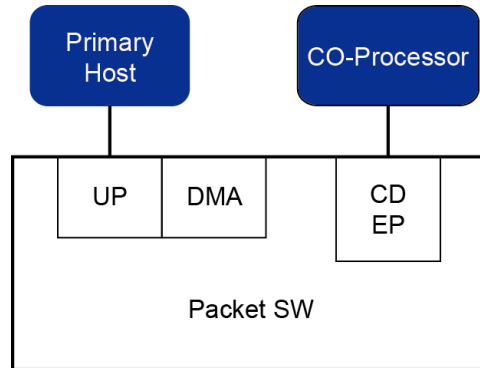 Primary
Host
CO-Processor
UP
DMA
CD
EP
Packet SW